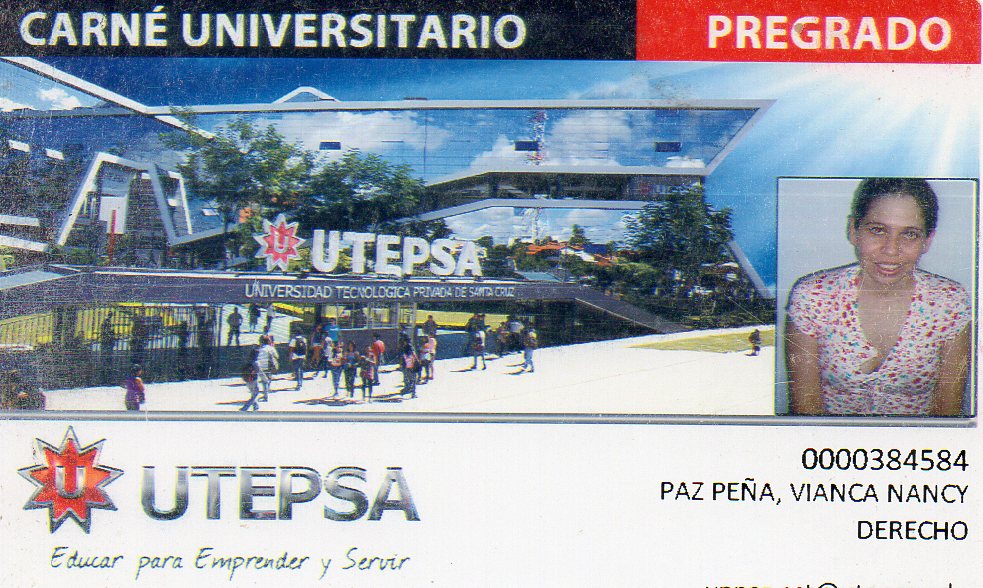 CARNÉ UNIVERSITARIO
PREGRADO
UTEPSA
UNIVERSIDAD TECNOLOGICA PRIVADA DE SANTA CRUZ
U UTEPSA
Educar para Emprender y Servir
0000384584
PAZ PEÑA, VIANCA NANCY
DERECHO